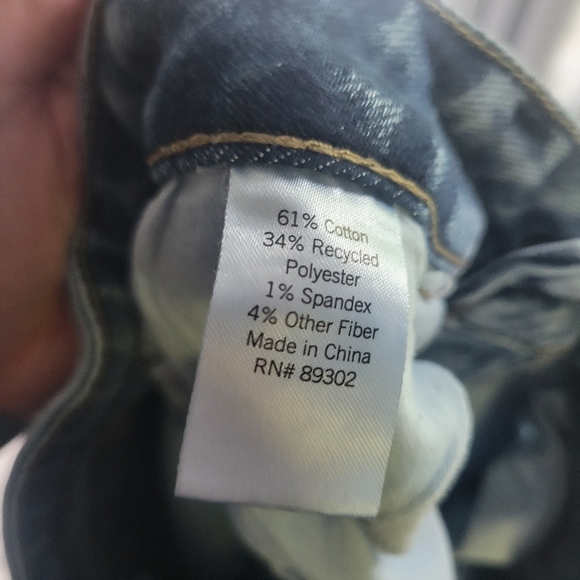 61% Cotton
34% Recycled
Polyester
1% Spandex
4% Other Fiber
Made in China
RN# 89302